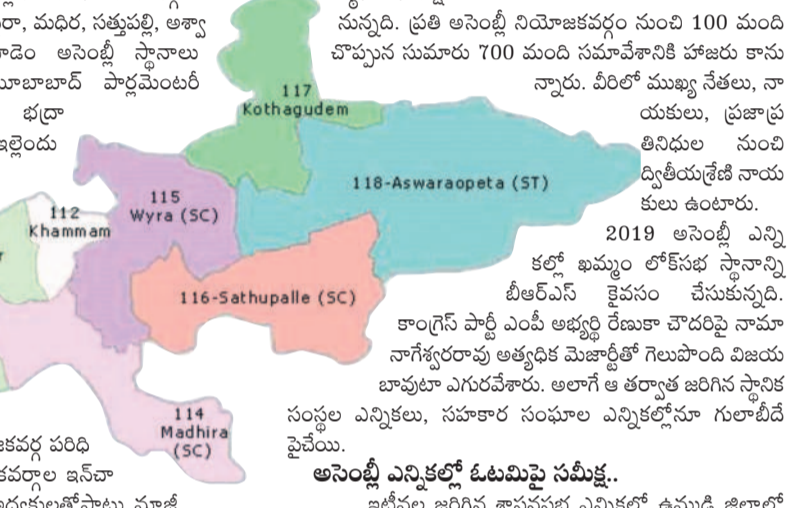 రా, మధిర, సత్తుపల్లి, అశ్వా
అసెంబ్లీ స్థానాలు
పార్లమెంటరీ
భద్రా
ఇల్లెందు
117
Kothagudem
118-Aswaraopeta (ST)
115
Wyra (SC)
112
Khammam
116-Sathupalle (SC)
114
Madhira
(SC)
పరిధి
ఇన్‌చా
నున్నది. ప్రతి అసెంబ్లీ నియోజకవర్గం నుంచి 100 మంది
చొప్పున సుమారు 700 మంది సమావేశానికి హాజరు కాను
న్నారు. వీరిలో ముఖ్య నేతలు, నా
యకులు, ప్రజాప్ర
తినిధుల నుంచి
ద్వితీయశ్రేణి నాయ
కులు ఉంటారు.
2019 అసెంబ్లీ ఎన్ని
కల్లో ఖమ్మం లోక్‌సభ స్థానాన్ని
బీఆర్ఎస్ కైవసం చేసుకున్నది.
కాంగ్రెస్ పార్టీ ఎంపీ అభ్యర్థి రేణుకా చౌదరిపై నామా
నాగేశ్వరరావు అత్యధిక మెజార్టీతో గెలుపొంది విజయ
బావుటా ఎగురవేశారు. అలాగే ఆ తర్వాత జరిగిన స్థానిక
సంస్థల ఎన్నికలు, సహకార సంఘాల ఎన్నికల్లోనూ గులాబీదే
పైచేయి.
అసెంబ్లీ ఎన్నికల్లో ఓటమిపై సమీక్ష..